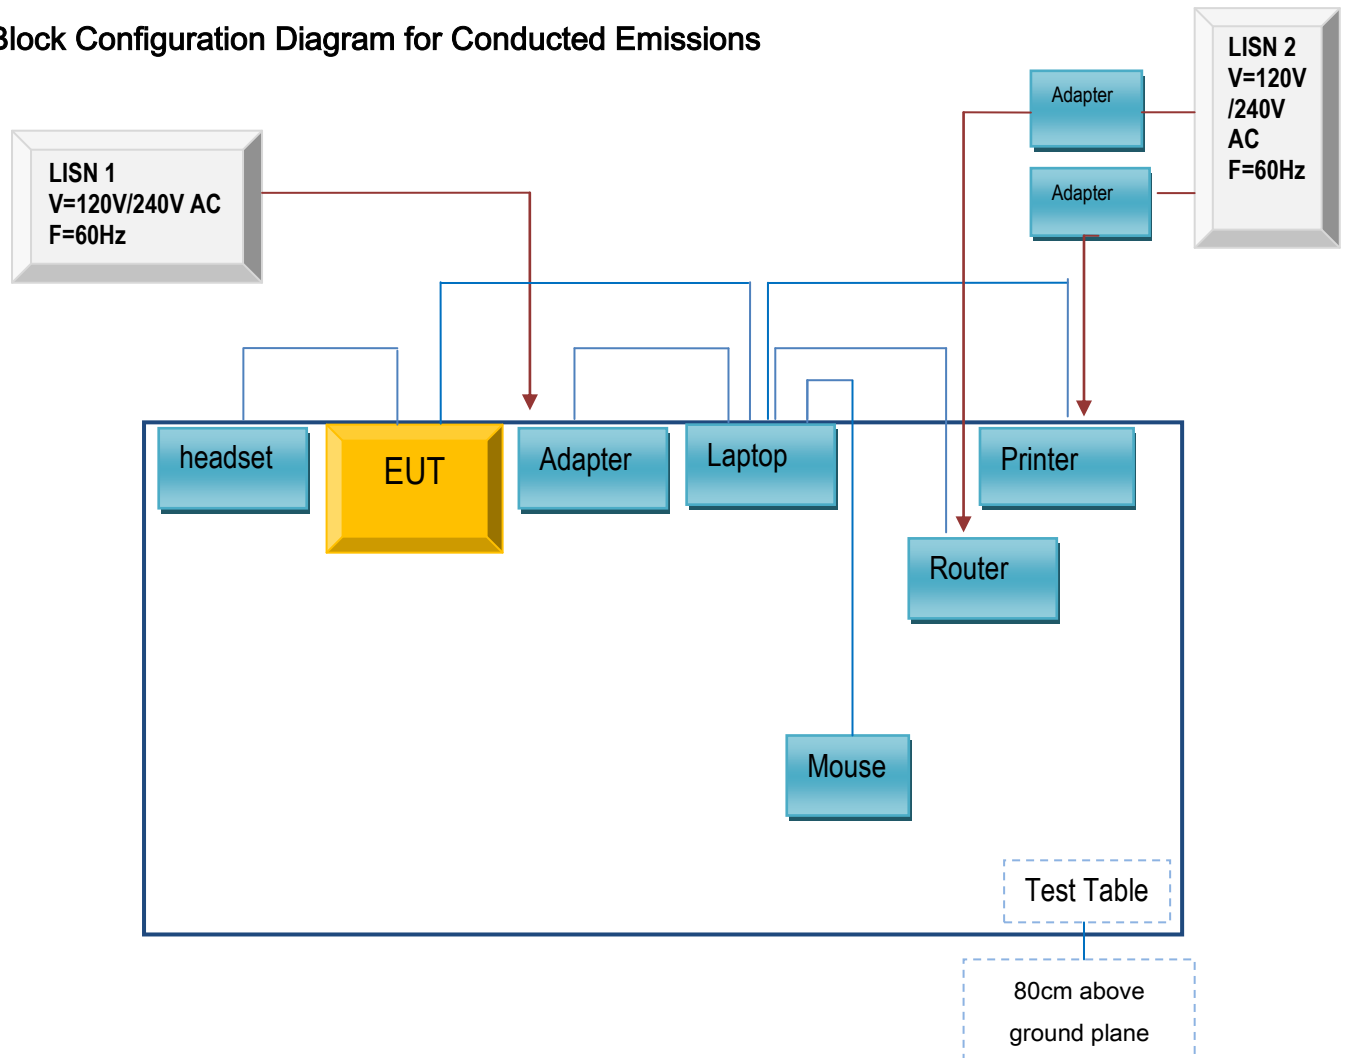 Block Configuration Diagram for Conducted Emissions
LISN 1
V=120V/240V AC
F=60Hz
Adapter
Adapter
LISN 2
V=120V
/240V
AC
F=60Hz
headset
EUT
Adapter
Laptop
Printer
Router
Mouse
Test Table
80cm above
ground plane